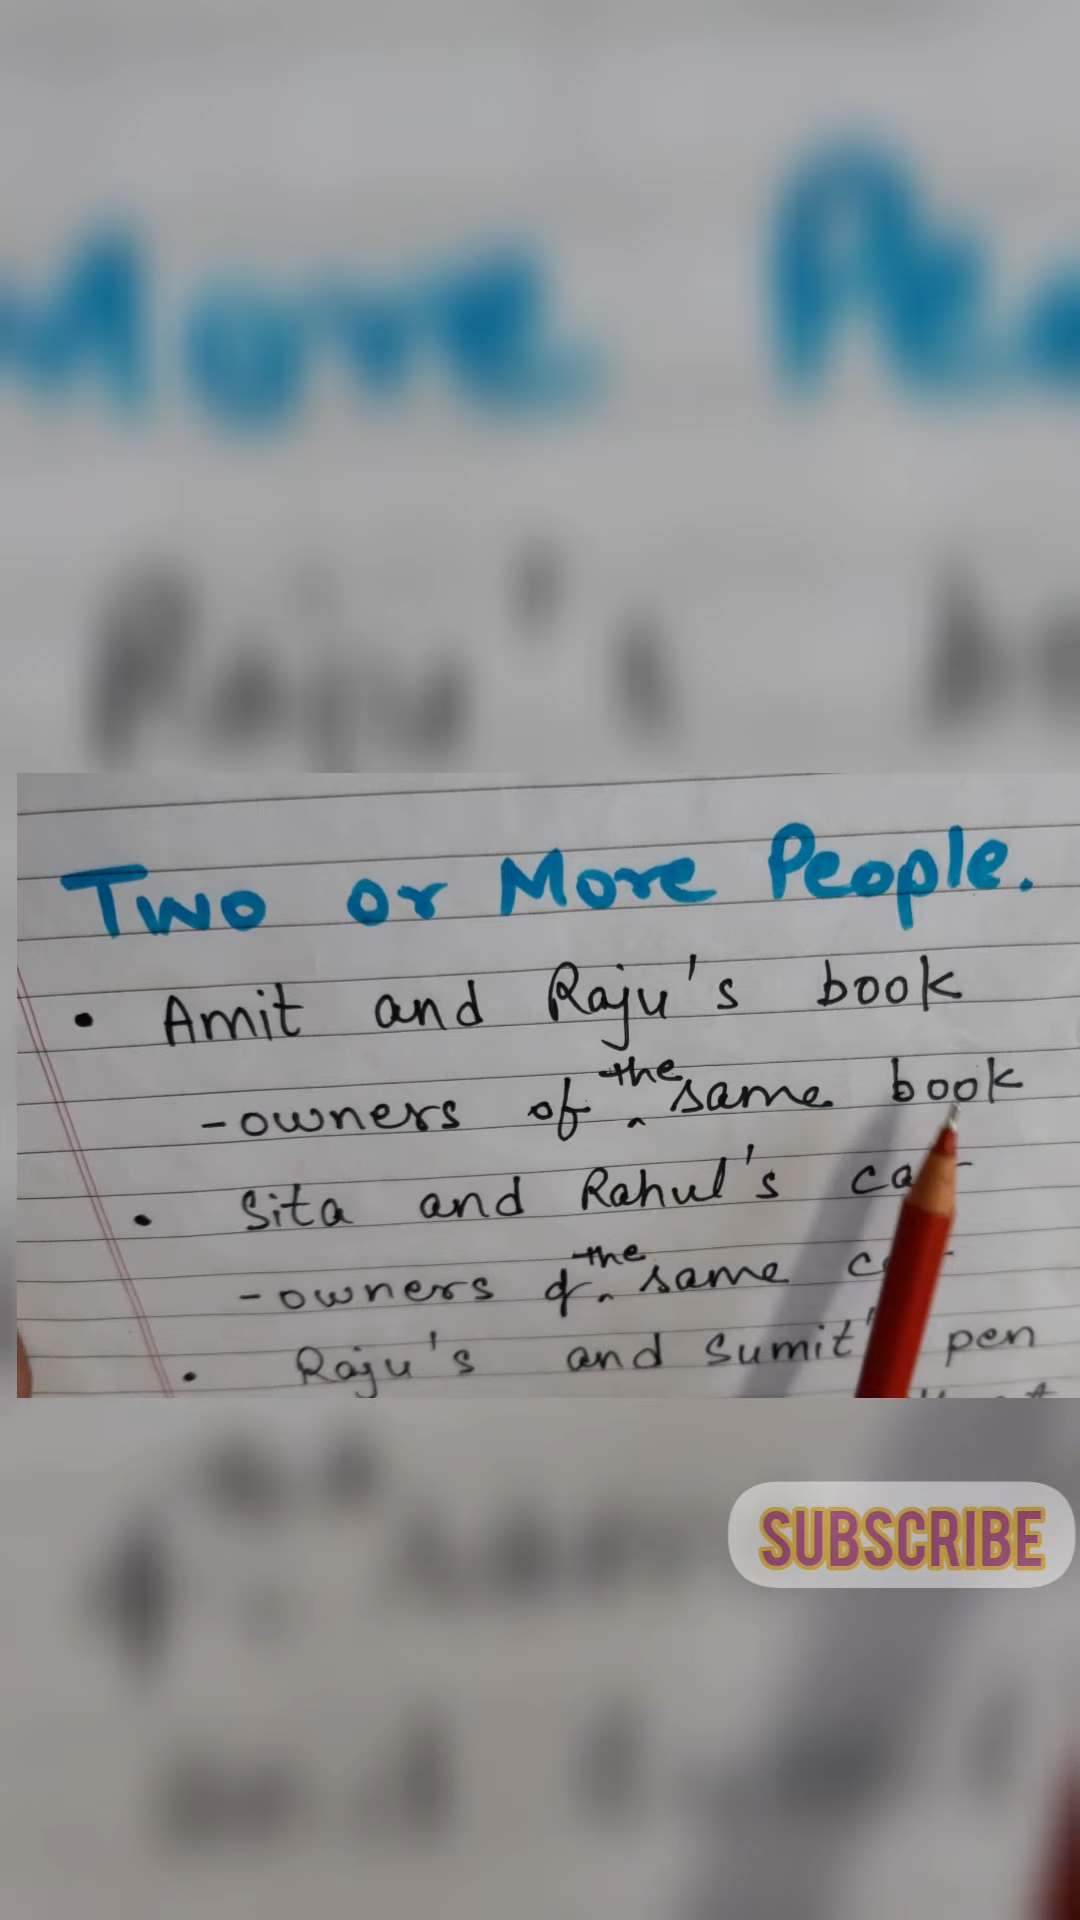 Two or More People.
• Amit and Raju's book
- owners of the same book
• Sita and Rahul's
- owners of the same
• Raju's and Sumit' pen
SUBSCRIBE